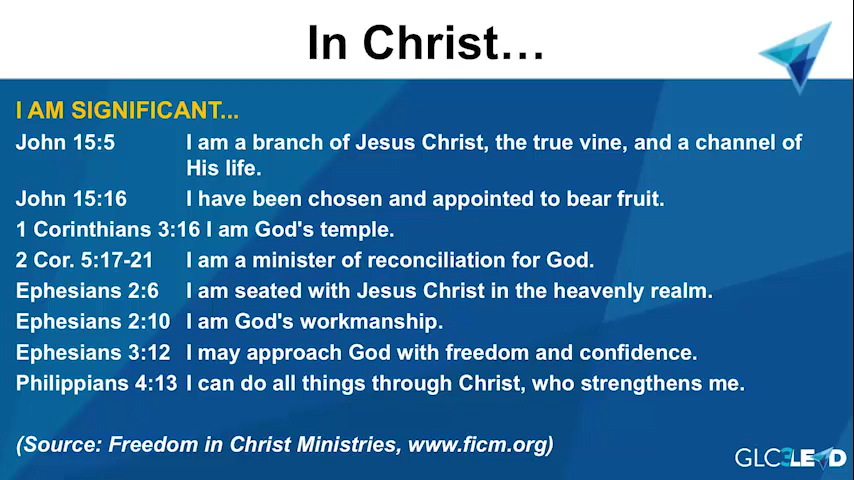 In Christ…
I AM SIGNIFICANT...
John 15:5 I am a branch of Jesus Christ, the true vine, and a channel of
His life.
John 15:16 I have been chosen and appointed to bear fruit.
1 Corinthians 3:16 I am God's temple.
2 Cor. 5:17-21 I am a minister of reconciliation for God.
Ephesians 2:6 I am seated with Jesus Christ in the heavenly realm.
Ephesians 2:10 I am God's workmanship.
Ephesians 3:12 I may approach God with freedom and confidence.
Philippians 4:13 I can do all things through Christ, who strengthens me.
(Source: Freedom in Christ Ministries, www.ficm.org)
GLC3LEAD